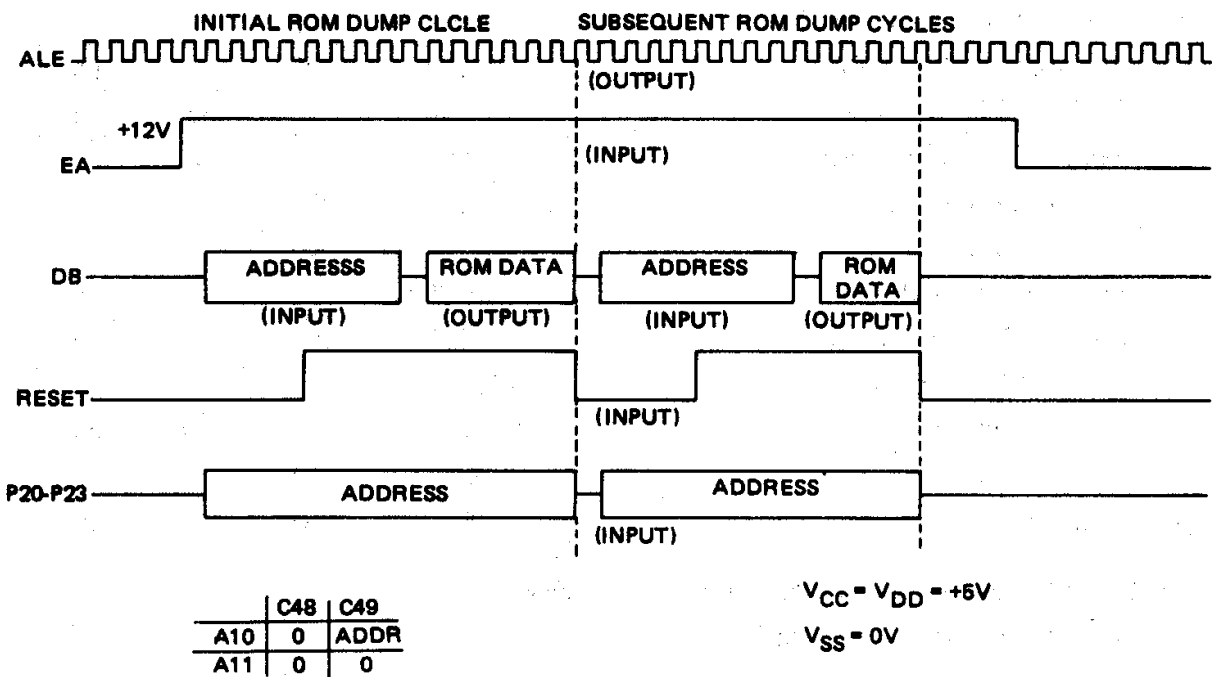 INITIAL ROM DUMP CLCLE SUBSEQUENT ROM DUMP CYCLES
ALE
(OUTPUT)
+12V
EA
(INPUT)
DB
ADDRESSS ROM DATA ADDRESS ROM
DATA
(INPUT) (OUTPUT) (INPUT) (OUTPUT)
RESET
(INPUT)
P20-P23
ADDRESS ADDRESS
(INPUT)
C48 C49
A10 0 ADDR
A11 0 0
VCC = VDD = +5V
VSS = 0V